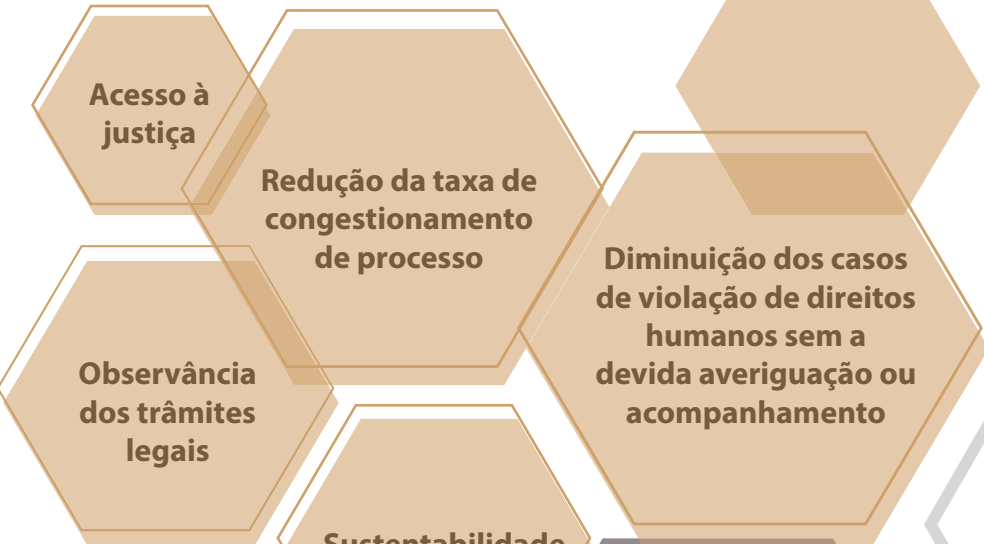 Acesso à
justiça
Redução da taxa de
congestionamento
de processo
Diminuição dos casos
de violação de direitos
humanos sem a
devida averiguação ou
acompanhamento
Observância
dos trâmites
legais
Sustentabilidade